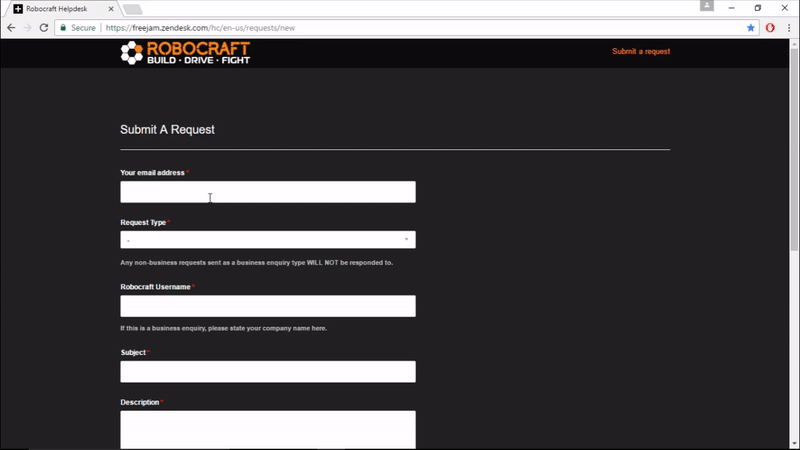 Robocraft Helpdesk
Secure https://freejam.zendesk.com/hc/en-us/requests/new
ROBOCRAFT
BUILD · DRIVE · FIGHT
Submit a request
Submit A Request
Your email address *
Request Type *
-
Any non-business requests sent as a business enquiry type WILL NOT be responded to.
Robocraft Username *
If this is a business enquiry, please state your company name here.
Subject *
Description *